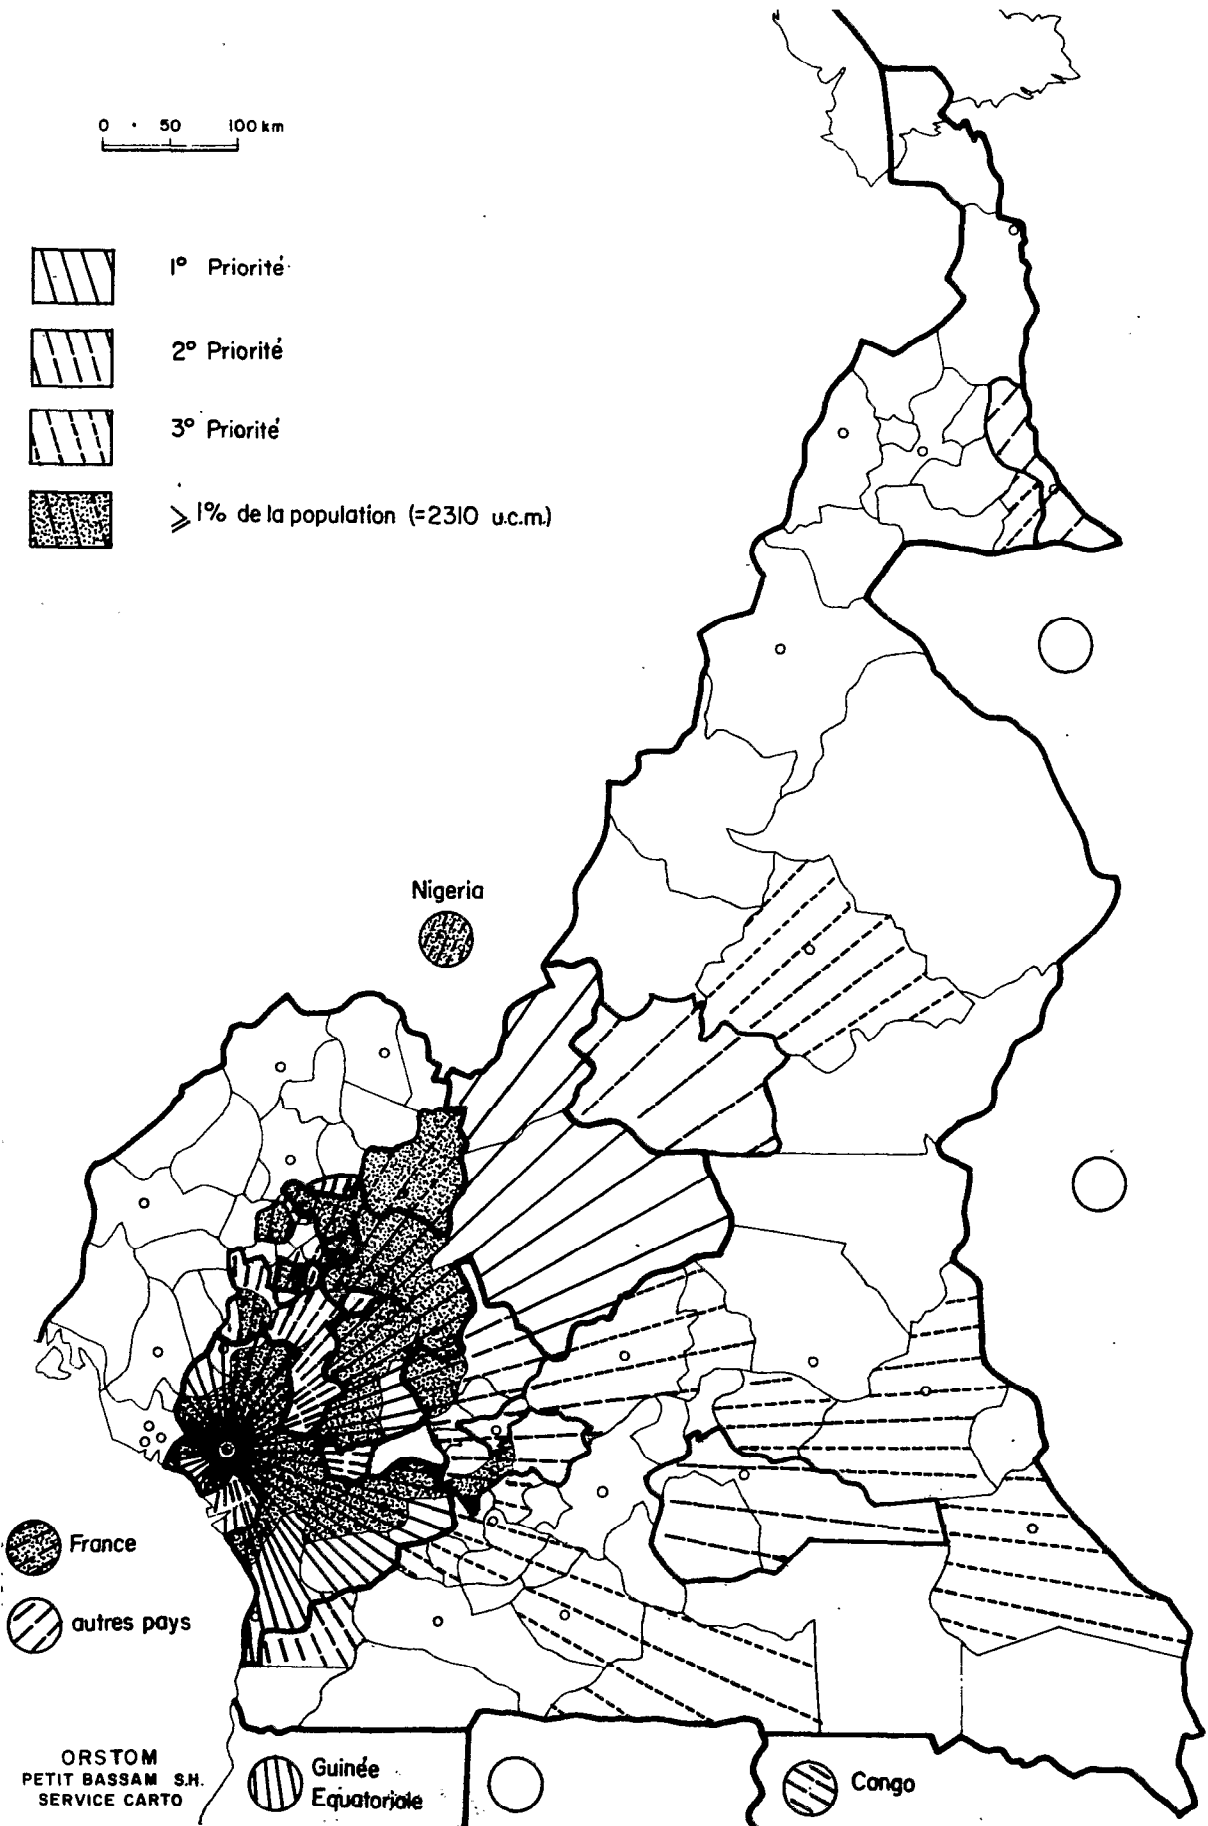 0 50 100 km
1° Priorité
2° Priorité
3° Priorité
⩾ 1% de la population (=2310 u.c.m.)
Nigeria
France
autres pays
ORSTOM
PETIT BASSAM S.H.
SERVICE CARTO
Guinée
Equatoriale
Congo